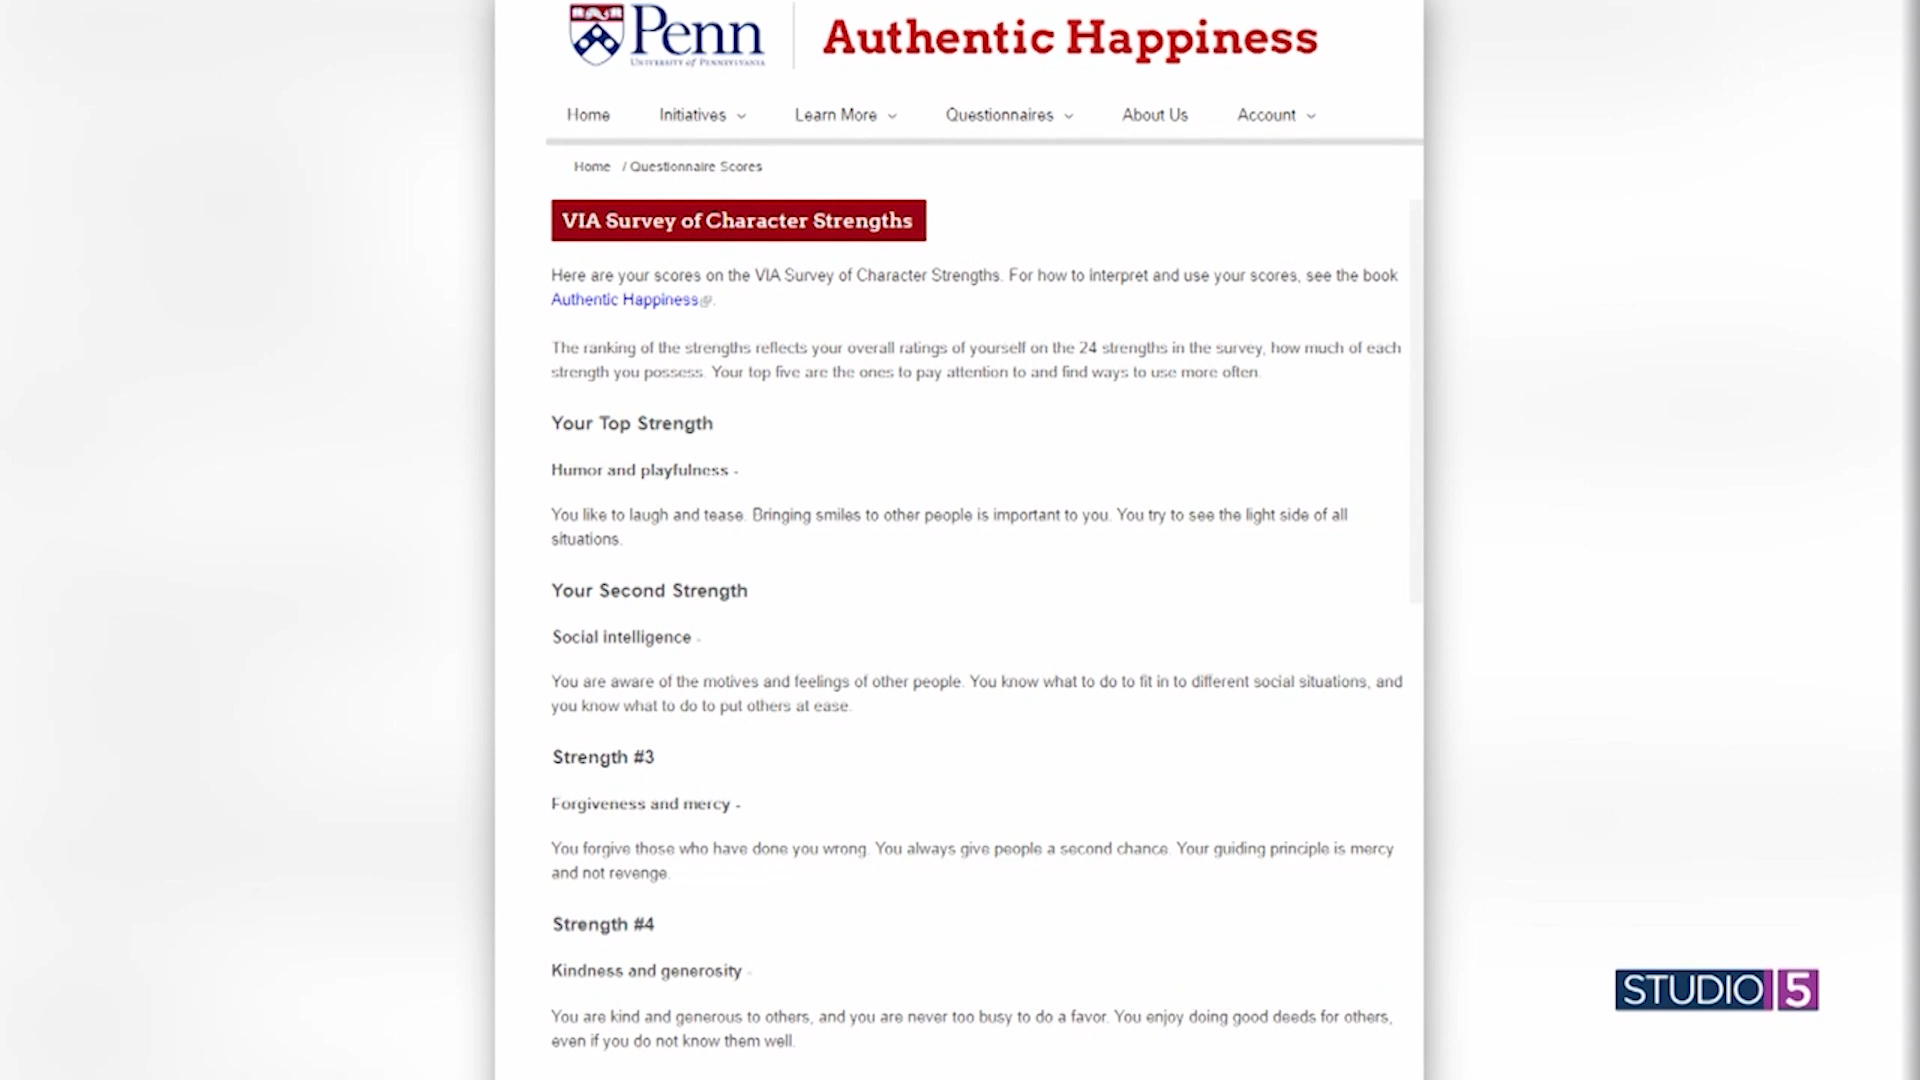 Penn
University of Pennsylvania
Authentic Happiness
Home Initiatives Learn More Questionnaires About Us Account
Home / Questionnaire Scores
VIA Survey of Character Strengths
Here are your scores on the VIA Survey of Character Strengths. For how to interpret and use your scores, see the book
Authentic Happiness.
The ranking of the strengths reflects your overall ratings of yourself on the 24 strengths in the survey, how much of each
strength you possess. Your top five are the ones to pay attention to and find ways to use more often.
Your Top Strength
Humor and playfulness -
You like to laugh and tease. Bringing smiles to other people is important to you. You try to see the light side of all
situations.
Your Second Strength
Social intelligence -
You are aware of the motives and feelings of other people. You know what to do to fit in to different social situations, and
you know what to do to put others at ease.
Strength #3
Forgiveness and mercy -
You forgive those who have done you wrong. You always give people a second chance. Your guiding principle is mercy
and not revenge.
Strength #4
Kindness and generosity -
You are kind and generous to others, and you are never too busy to do a favor. You enjoy doing good deeds for others,
even if you do not know them well.
STUDIO 5